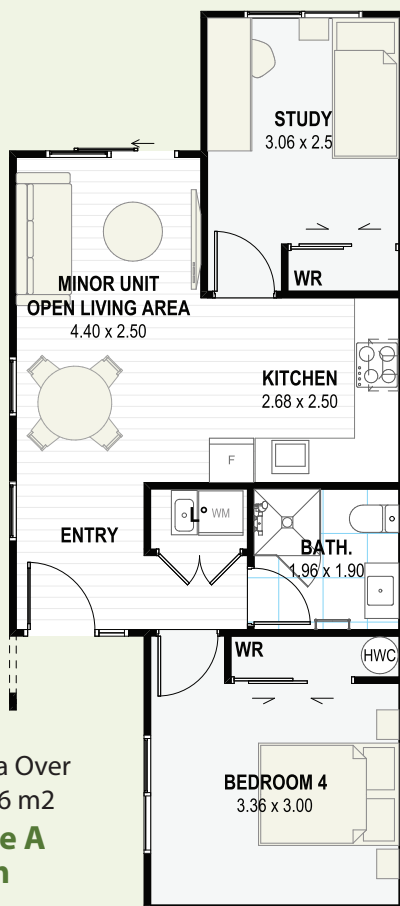 STUDY
3.06 x 2.5
WR
MINOR UNIT
OPEN LIVING AREA
4.40 x 2.50
KITCHEN
2.68 x 2.50
F
WM
ENTRY
BATH.
1.96 x 1.90
WR
HWC
BEDROOM 4
3.36 x 3.00
a Over
6 m2
e A
n